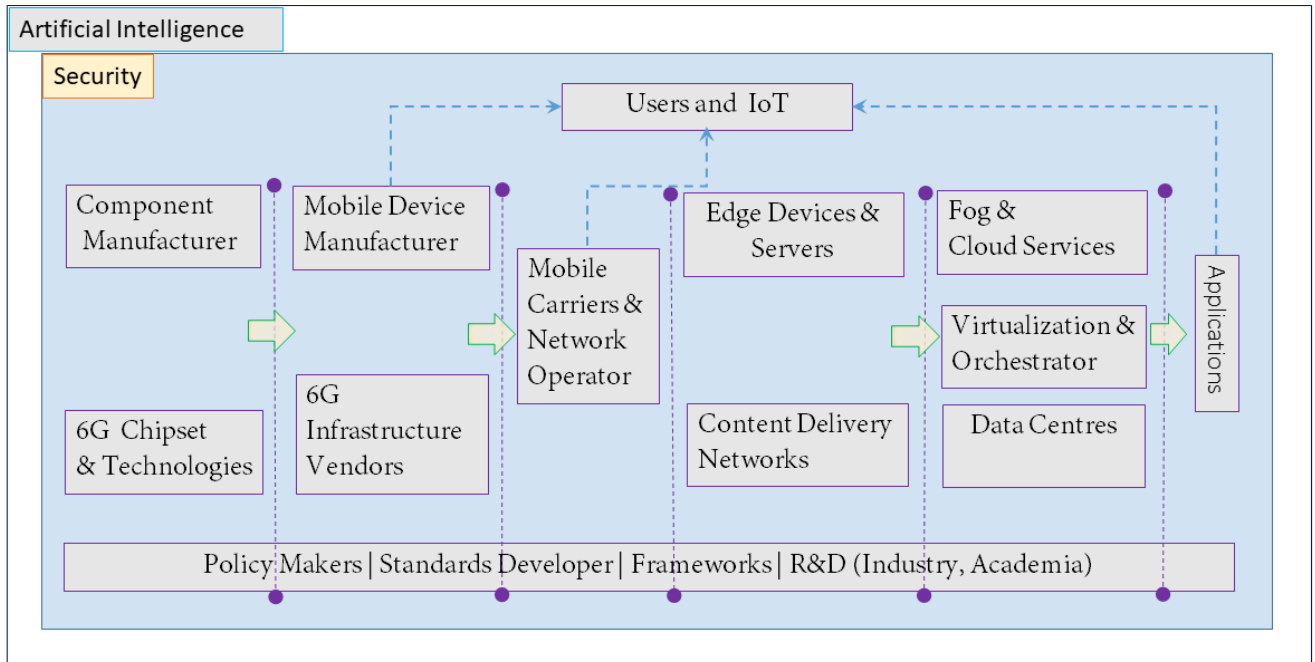 Artificial Intelligence
Security
Users and IoT
Component
Manufacturer
6G Chipset
& Technologies
Mobile Device
Manufacturer
6G
Infrastructure
Vendors
Mobile
Carriers &
Network
Operator
Edge Devices &
Servers
Content Delivery
Networks
Fog &
Cloud Services
Virtualization &
Orchestrator
Data Centres
Applications
Policy Makers | Standards Developer | Frameworks | R&D (Industry, Academia)